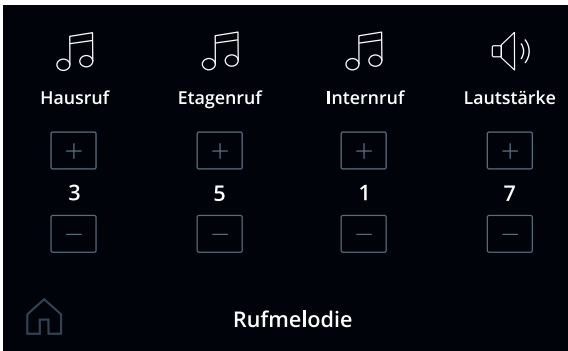 Hausruf Etagenruf Internruf Lautstärke
+ + + +
3 5 1 7
− − − −
Rufmelodie